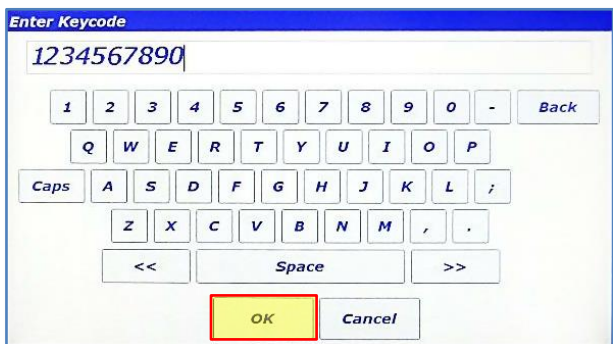 Enter Keycode
1234567890
1 2 3 4 5 6 7 8 9 0 - Back
Q W E R T Y U I O P
Caps A S D F G H J K L ;
Z X C V B N M , .
<< Space >>
OK Cancel